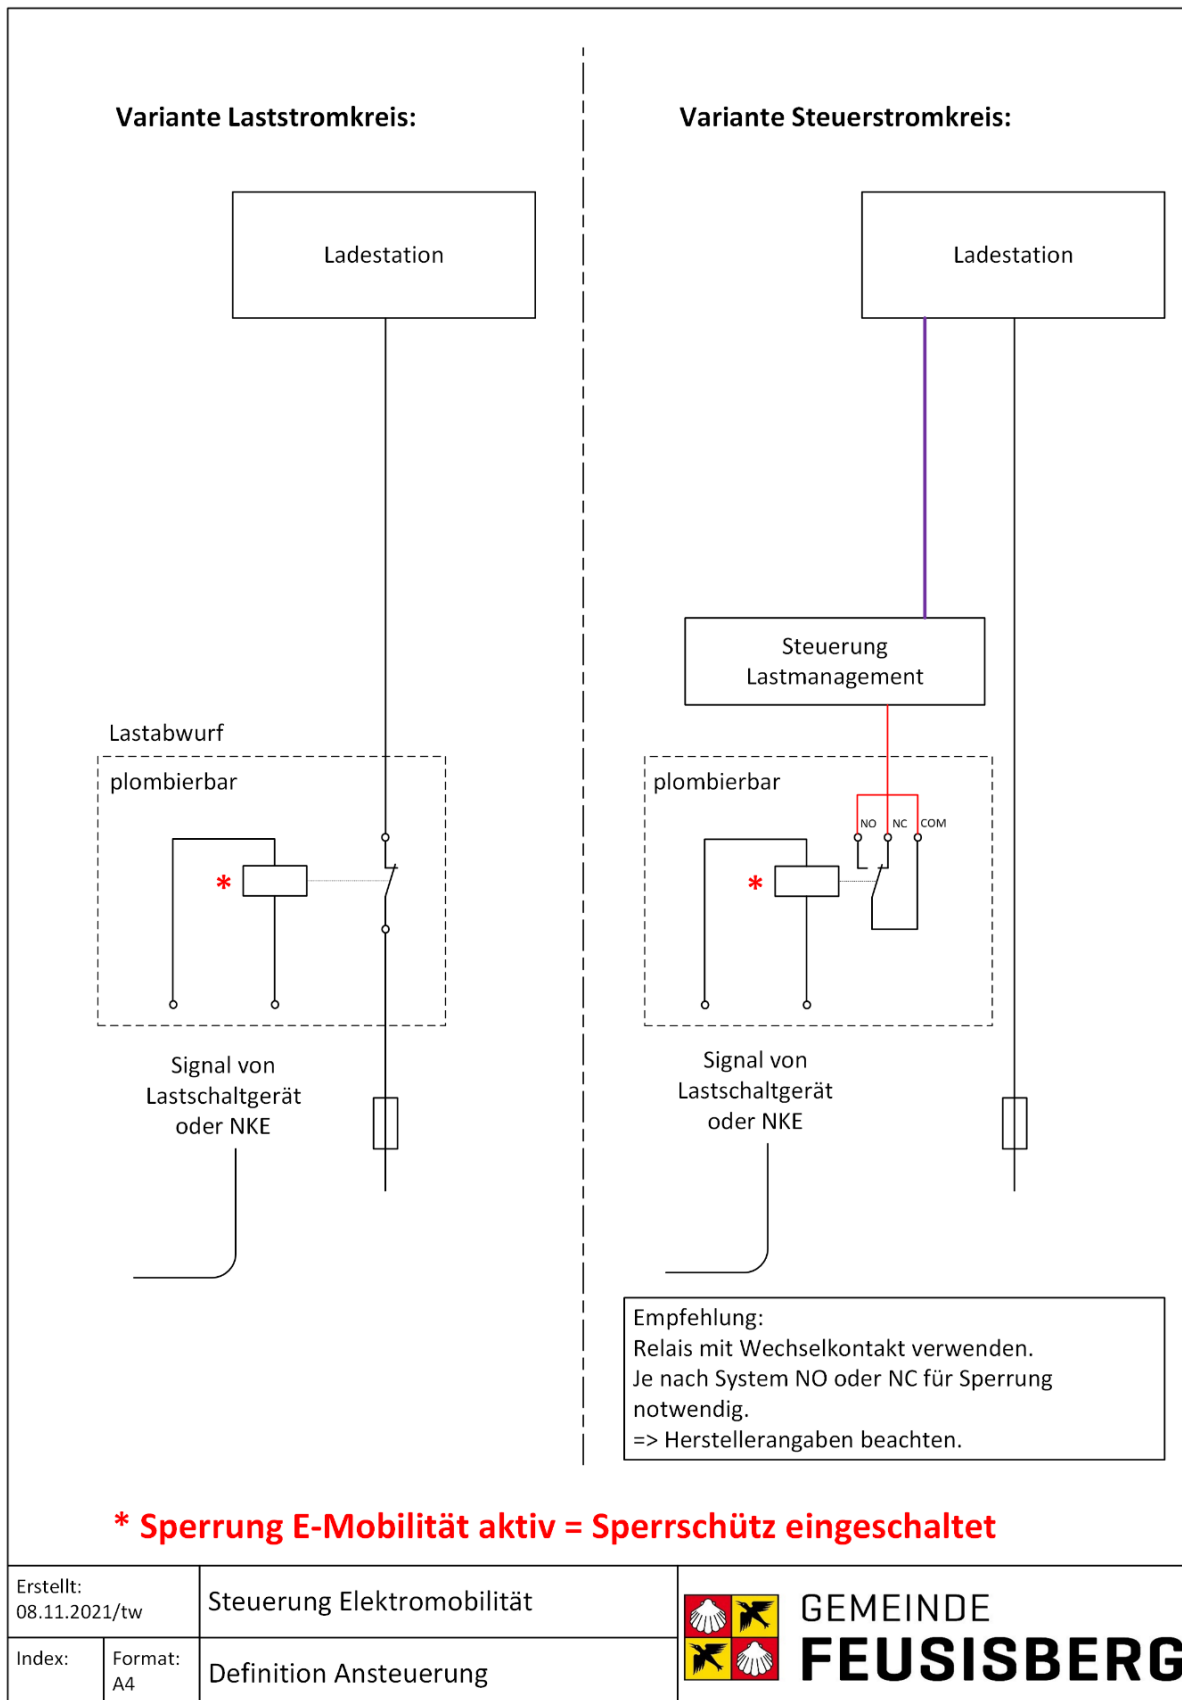 Variante Laststromkreis:
Ladestation
Lastabwurf
plombierbar
*
Signal von
Lastschaltgerät
oder NKE
Variante Steuerstromkreis:
Ladestation
Steuerung
Lastmanagement
plombierbar
NO NC COM
*
Signal von
Lastschaltgerät
oder NKE
Empfehlung:
Relais mit Wechselkontakt verwenden.
Je nach System NO oder NC für Sperrung
notwendig.
=> Herstellerangaben beachten.
* Sperrung E-Mobilität aktiv = Sperrschütz eingeschaltet
Erstellt:
08.11.2021/tw
Steuerung Elektromobilität
Index:
Format:
A4
Definition Ansteuerung
GEMEINDE
FEUSISBERG